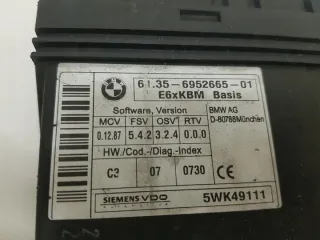 BMW
61.35-6952665-01
E6xKBM Basis
Software, Version
BMW AG
D-80788München
MCV FSV OSV RTV
0.12.87 5.4.2 3.2.4 0.0.0
HW./Cod.-/Diag.-Index
C3 07 0730 CE
SIEMENS VDO 5WK49111